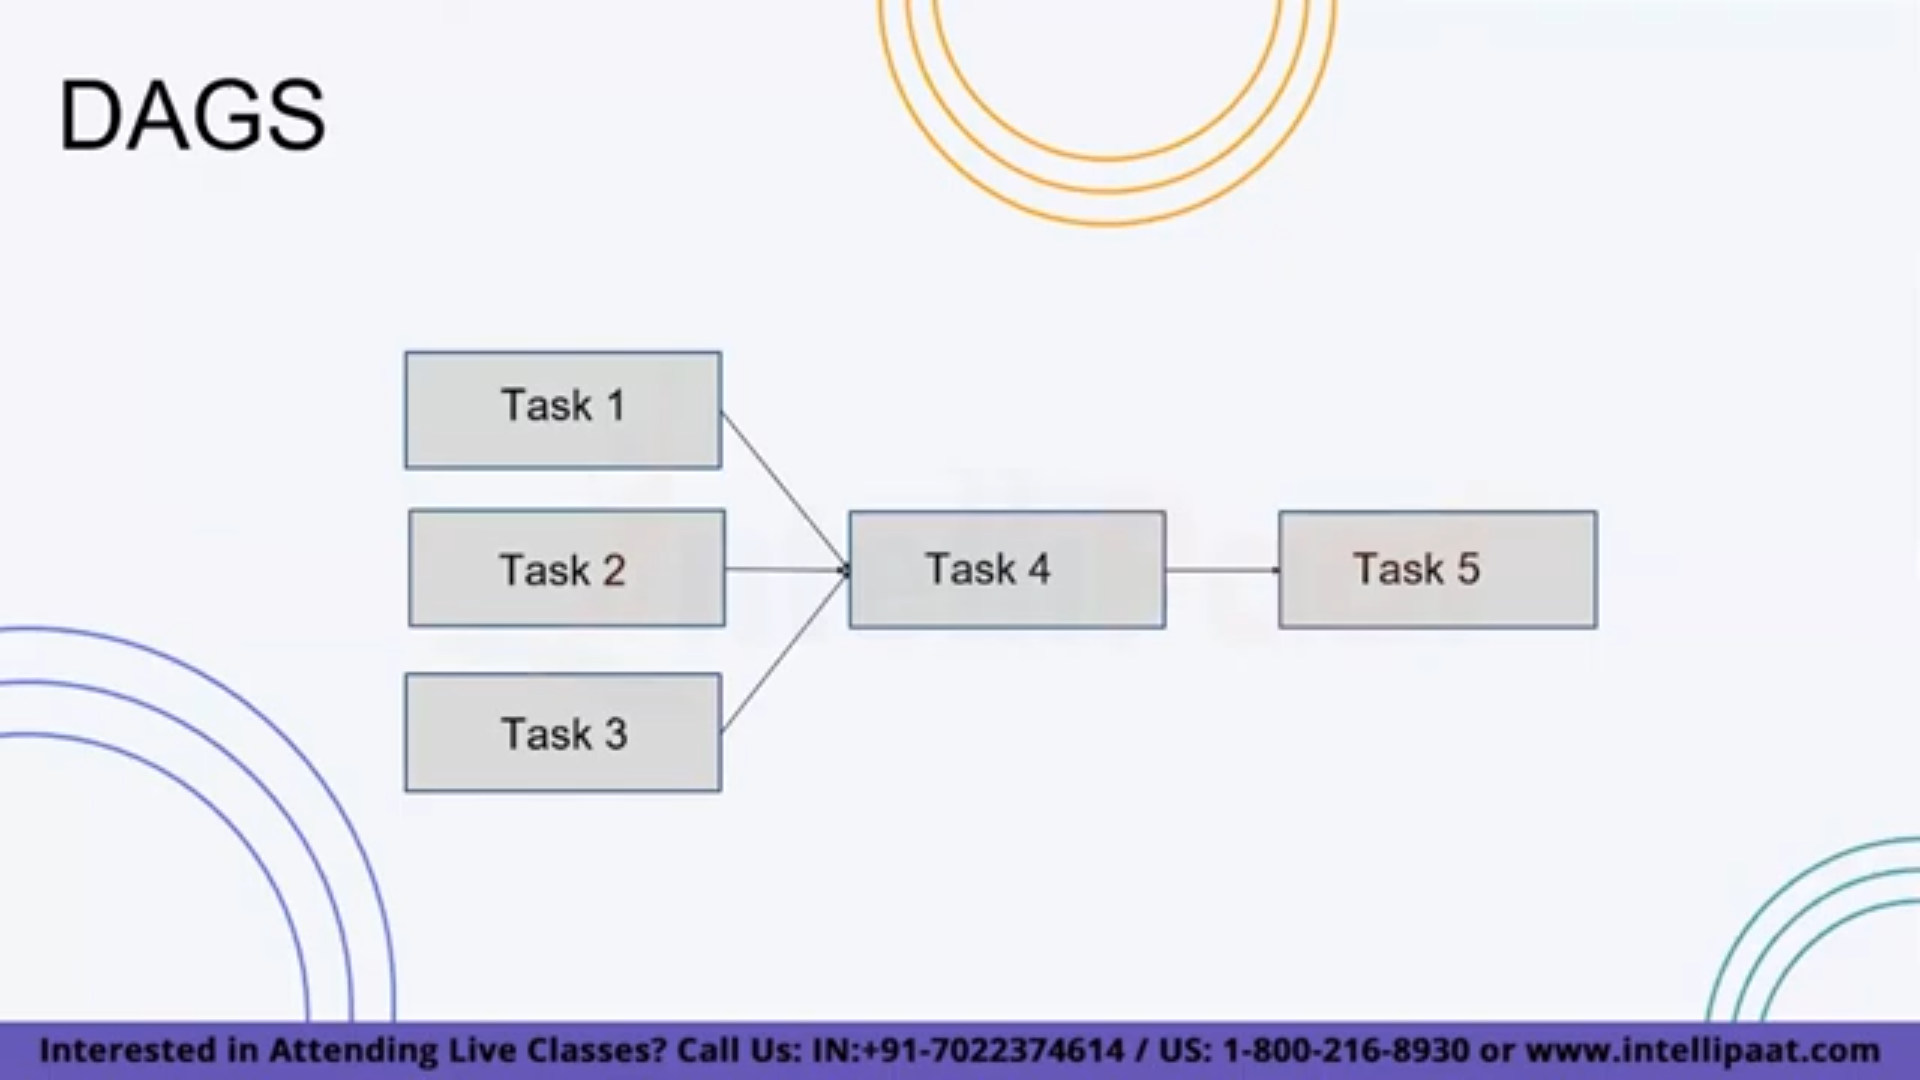 DAGS
Task 1
Task 2
Task 4
Task 5
Task 3
Interested in Attending Live Classes? Call Us: IN:+91-7022374614 / US: 1-800-216-8930 or www.intellipaat.com